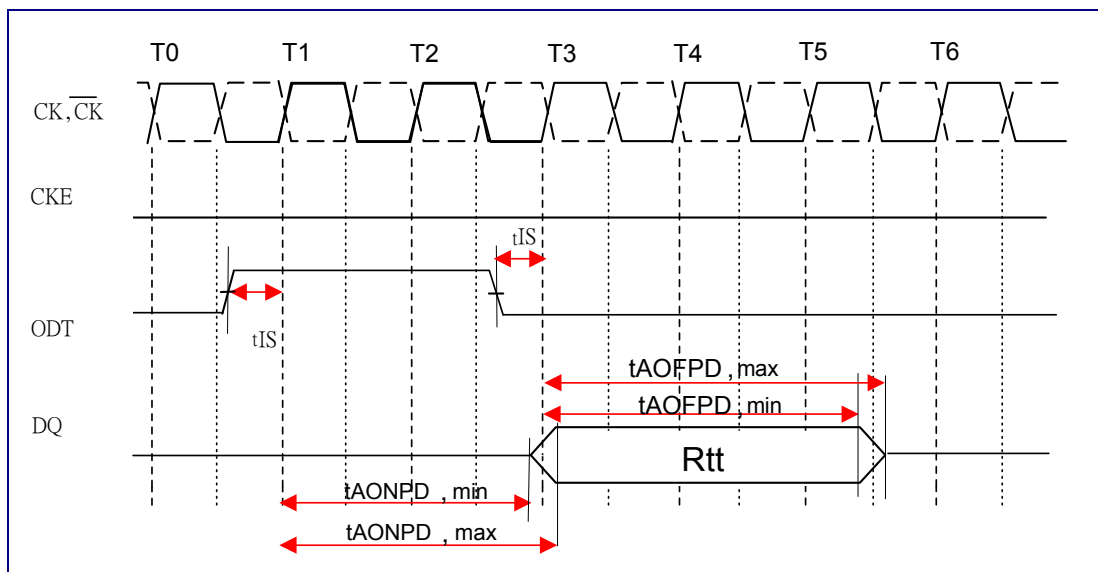 T0 T1 T2 T3 T4 T5 T6
CK, C̅K̅
CKE
tIS
ODT
tIS
tAOFPD, max
tAOFPD, min
DQ
Rtt
tAONPD, min
tAONPD, max